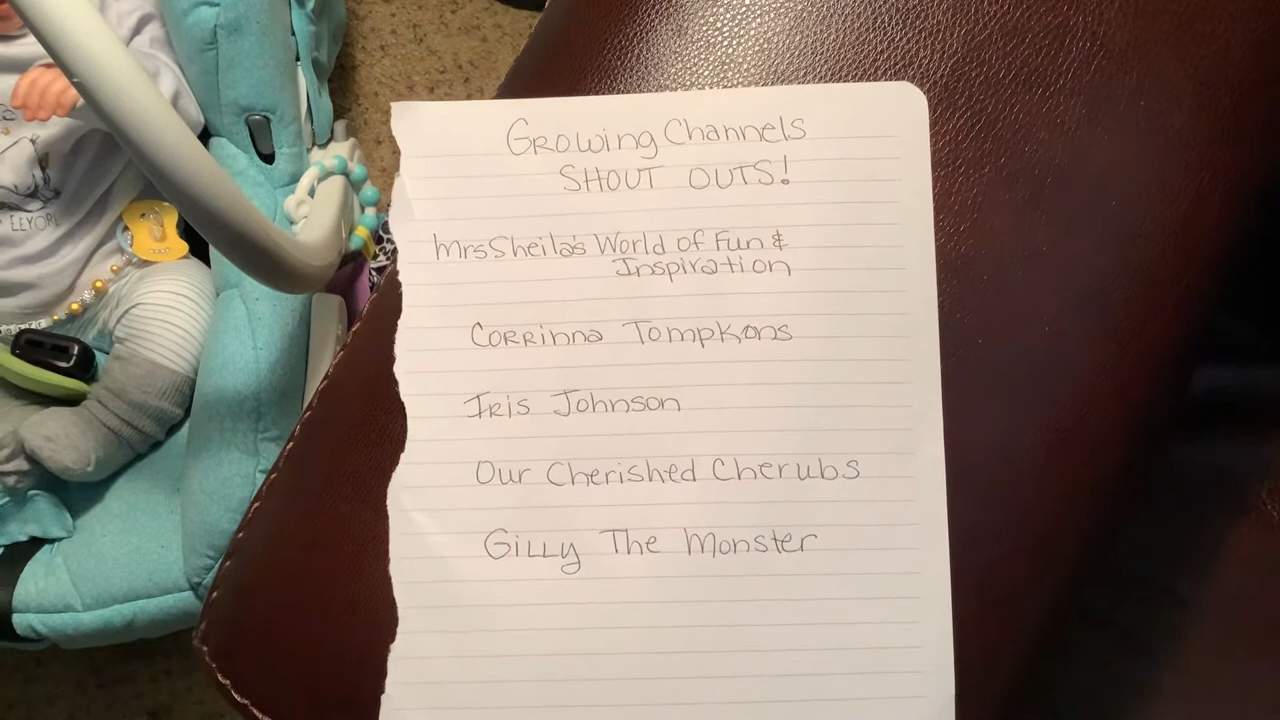 Growing Channels
SHOUT OUTS!
MrsSheila's World of Fun &
Inspiration
Corrinna Tompkons
Iris Johnson
Our Cherished Cherubs
Gilly The Monster
EEYORE